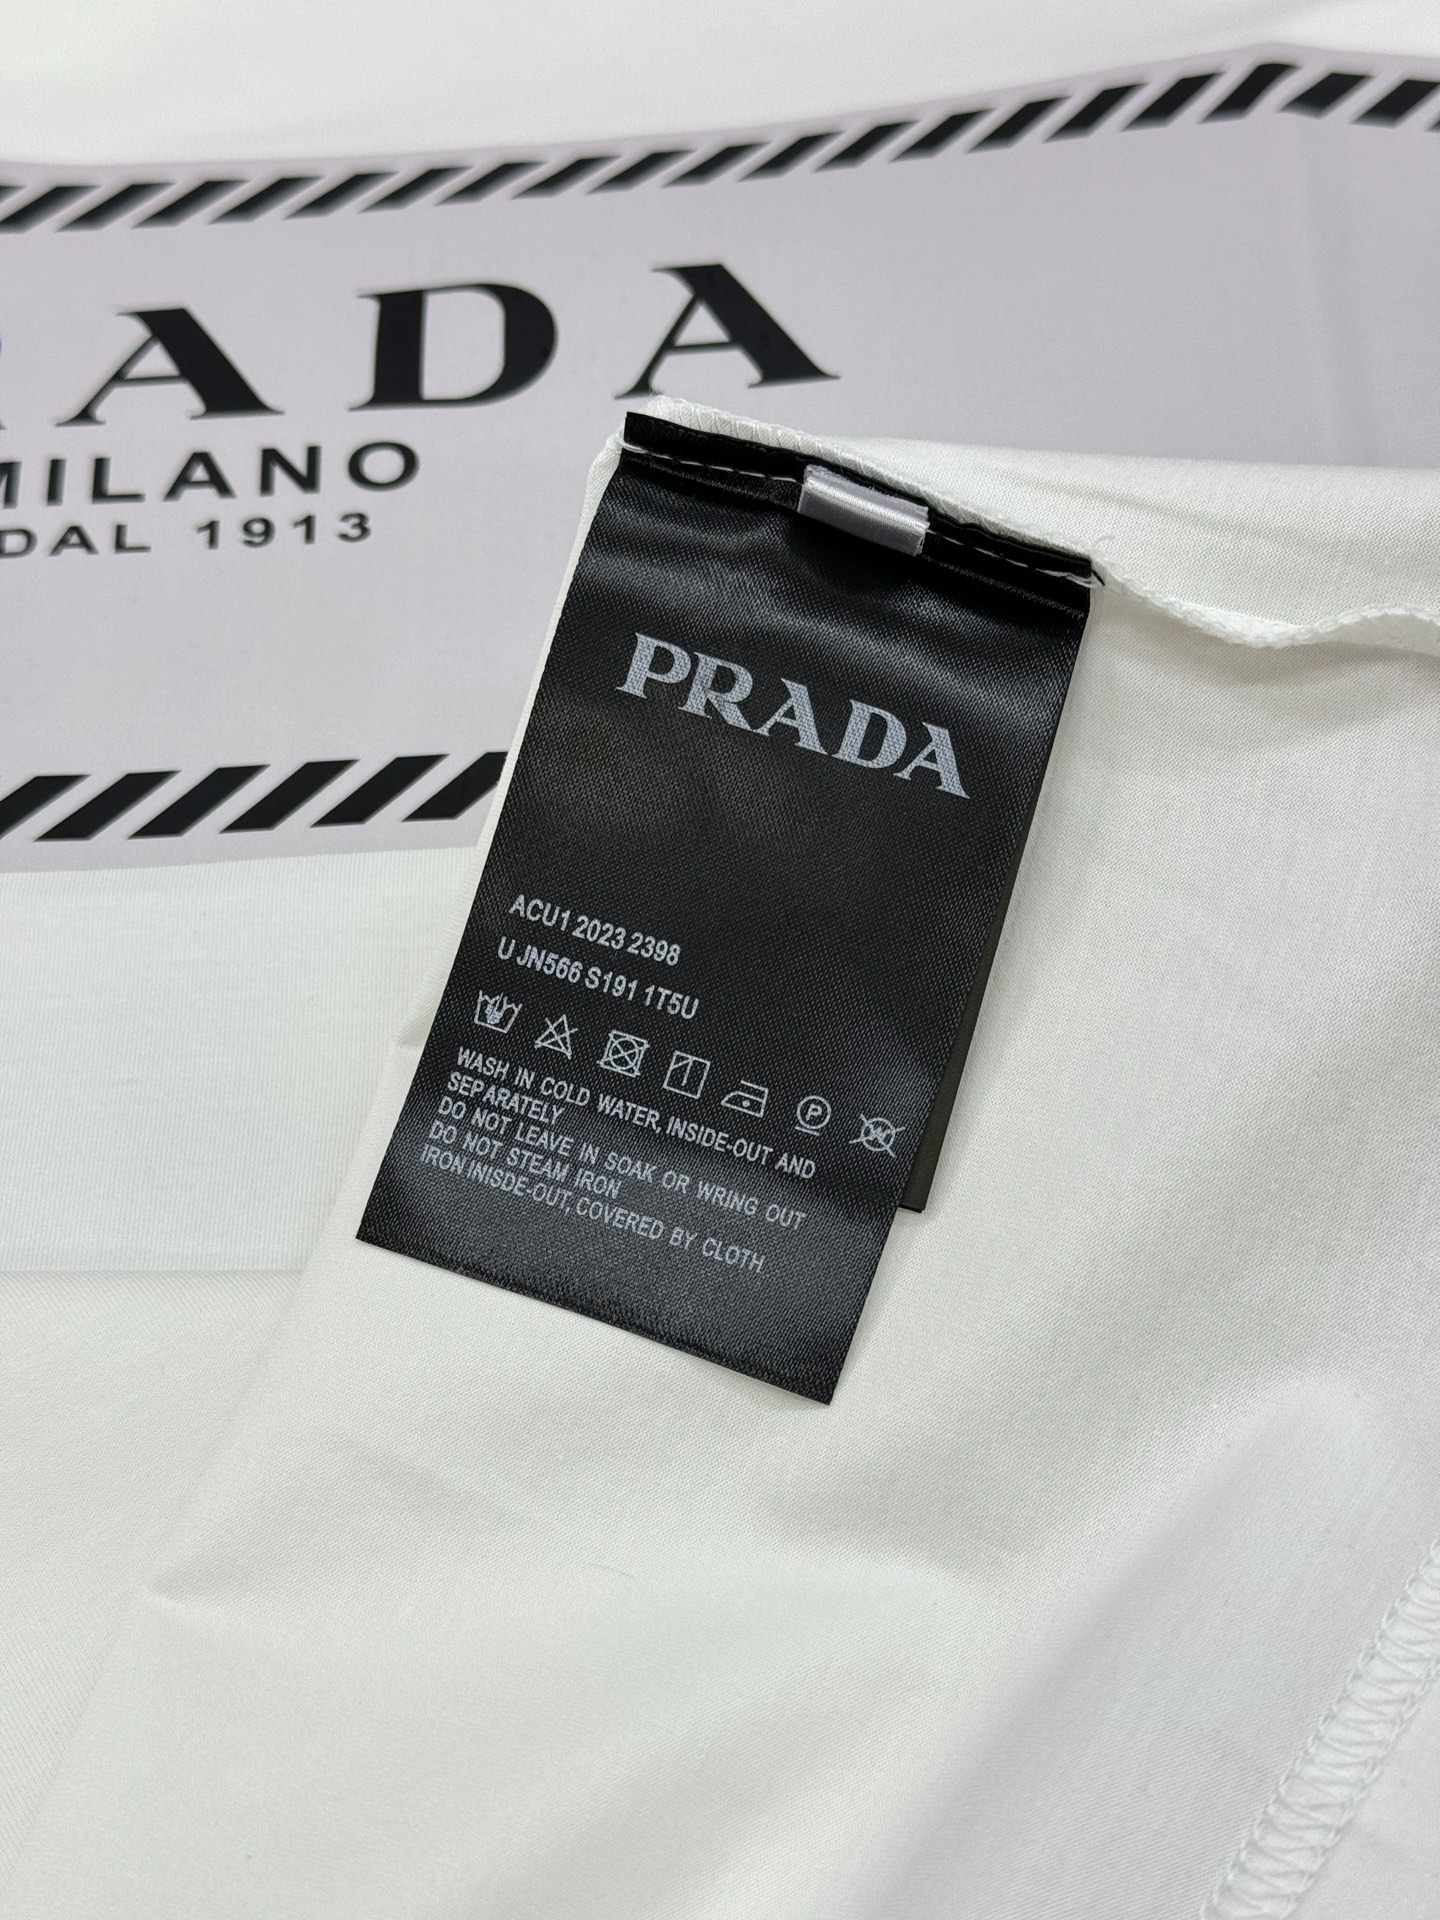 RADA
MILANO
DAL 1913
PRADA
ACU1 2023 2398
U JN566 S191 1T5U
P
W
WASH IN COLD WATER, INSIDE-OUT AND
SEPARATELY
DO NOT LEAVE IN SOAK OR WRING OUT
DO NOT STEAM IRON
IRON INISDE-OUT, COVERED BY CLOTH